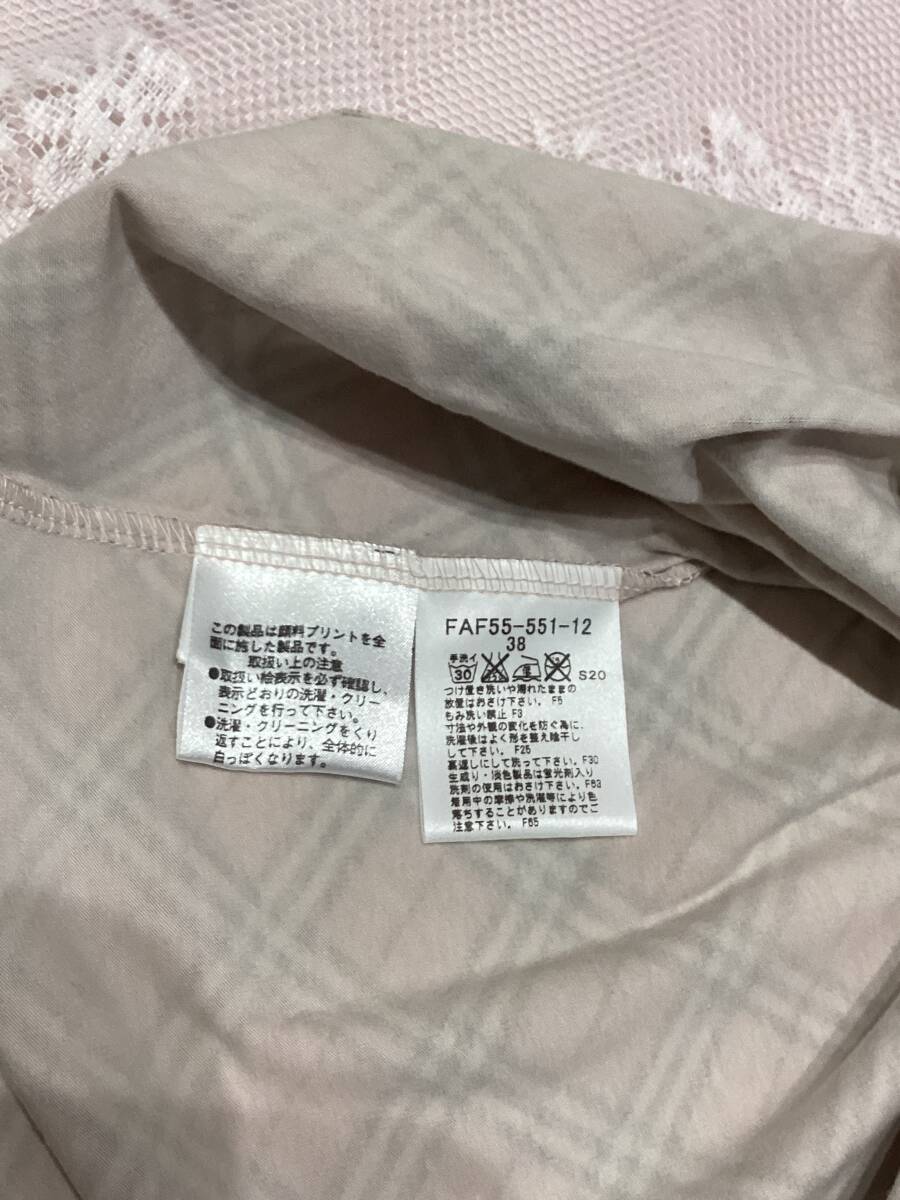 この製品は顔料プリントを全
面に施した製品です。
取扱い上の注意
●取扱い絵表示を必ず確認し、
表示どおりの洗濯・クリー
ニングを行って下さい。
●洗濯・クリーニングをくり
返すことにより、全体的に
白っぽくなります。
FAF55-551-12
38
手洗イ
30 S20
つけ置き洗いや濡れたままの
放置はおさけ下さい。F5
もみ洗い禁止 F3
寸法や外観の変化を防ぐ為に、
洗濯後はよく形を整え陰干し
して下さい。F25
裏返しにして洗って下さい。F30
生成り・淡色製品は蛍光剤入り
洗剤の使用はおさけ下さい。F63
着用中の摩擦や洗濯等により色
落ちすることがありますのでご
注意下さい。F65